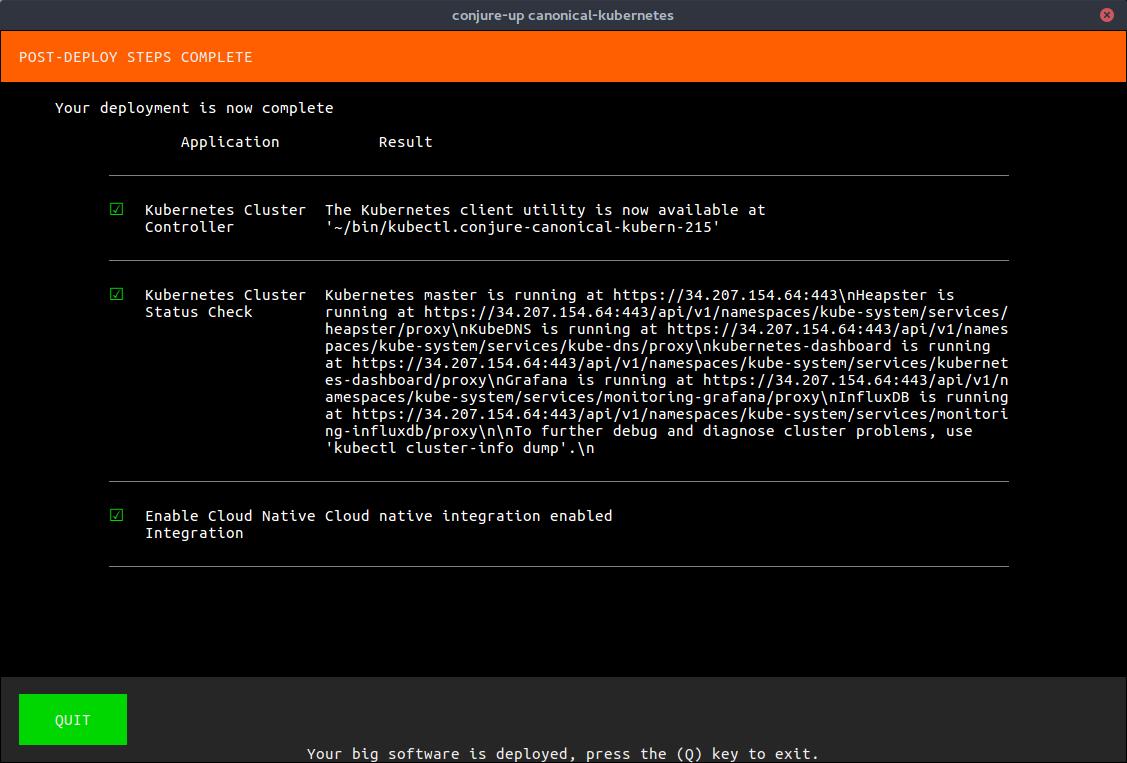 conjure-up canonical-kubernetes
POST-DEPLOY STEPS COMPLETE
Your deployment is now complete
Application Result
☑ Kubernetes Cluster The Kubernetes client utility is now available at
Controller '~/bin/kubectl.conjure-canonical-kubern-215'
☑ Kubernetes Cluster Kubernetes master is running at https://34.207.154.64:443\nHeapster is
Status Check running at https://34.207.154.64:443/api/v1/namespaces/kube-system/services/
heapster/proxy\nKubeDNS is running at https://34.207.154.64:443/api/v1/names
paces/kube-system/services/kube-dns/proxy\nkubernetes-dashboard is running
at https://34.207.154.64:443/api/v1/namespaces/kube-system/services/kubernet
es-dashboard/proxy\nGrafana is running at https://34.207.154.64:443/api/v1/n
amespaces/kube-system/services/monitoring-grafana/proxy\nInfluxDB is running
at https://34.207.154.64:443/api/v1/namespaces/kube-system/services/monitori
ng-influxdb/proxy\n\nTo further debug and diagnose cluster problems, use
'kubectl cluster-info dump'.\n
☑ Enable Cloud Native Cloud native integration enabled
Integration
QUIT
Your big software is deployed, press the (Q) key to exit.